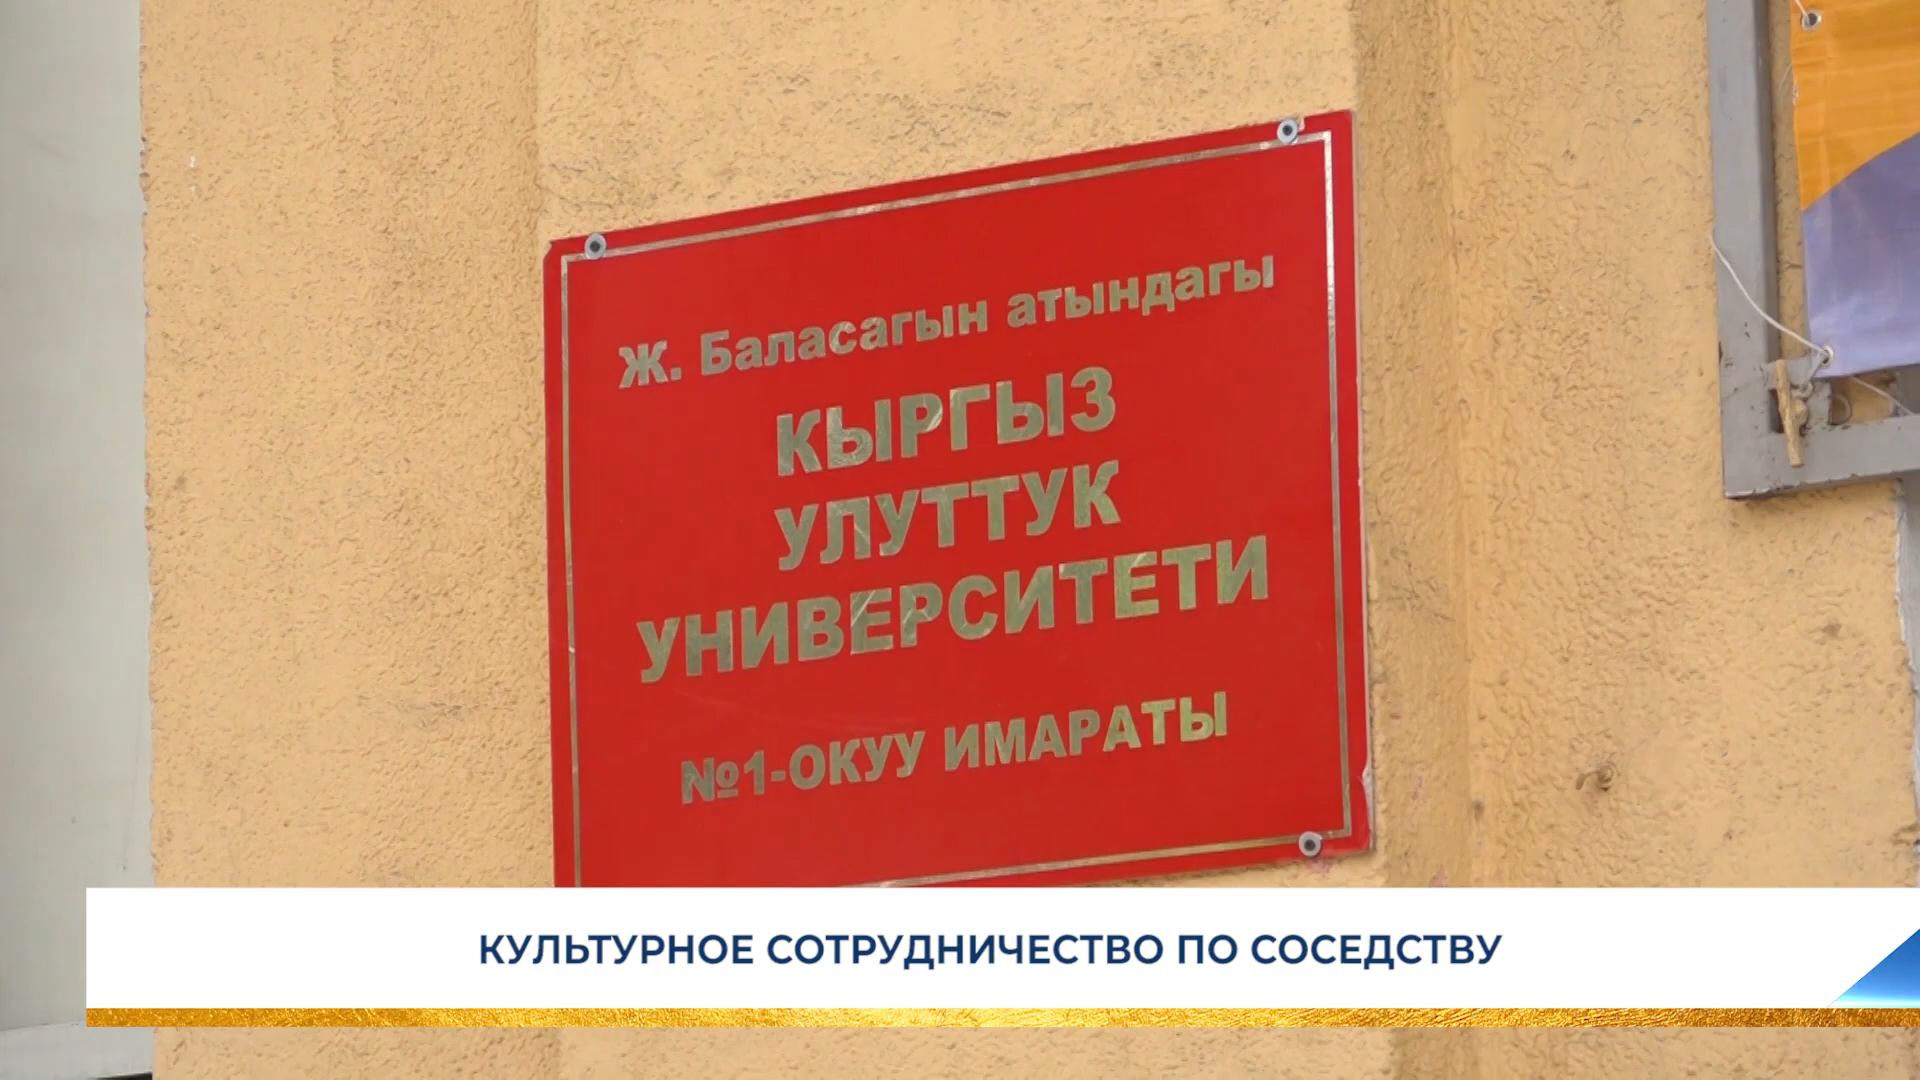 Ж. Баласагын атындагы
КЫРГЫЗ
УЛУТТУК
УНИВЕРСИТЕТИ
№1-ОКУУ ИМАРАТЫ
КУЛЬТУРНОЕ СОТРУДНИЧЕСТВО ПО СОСЕДСТВУ